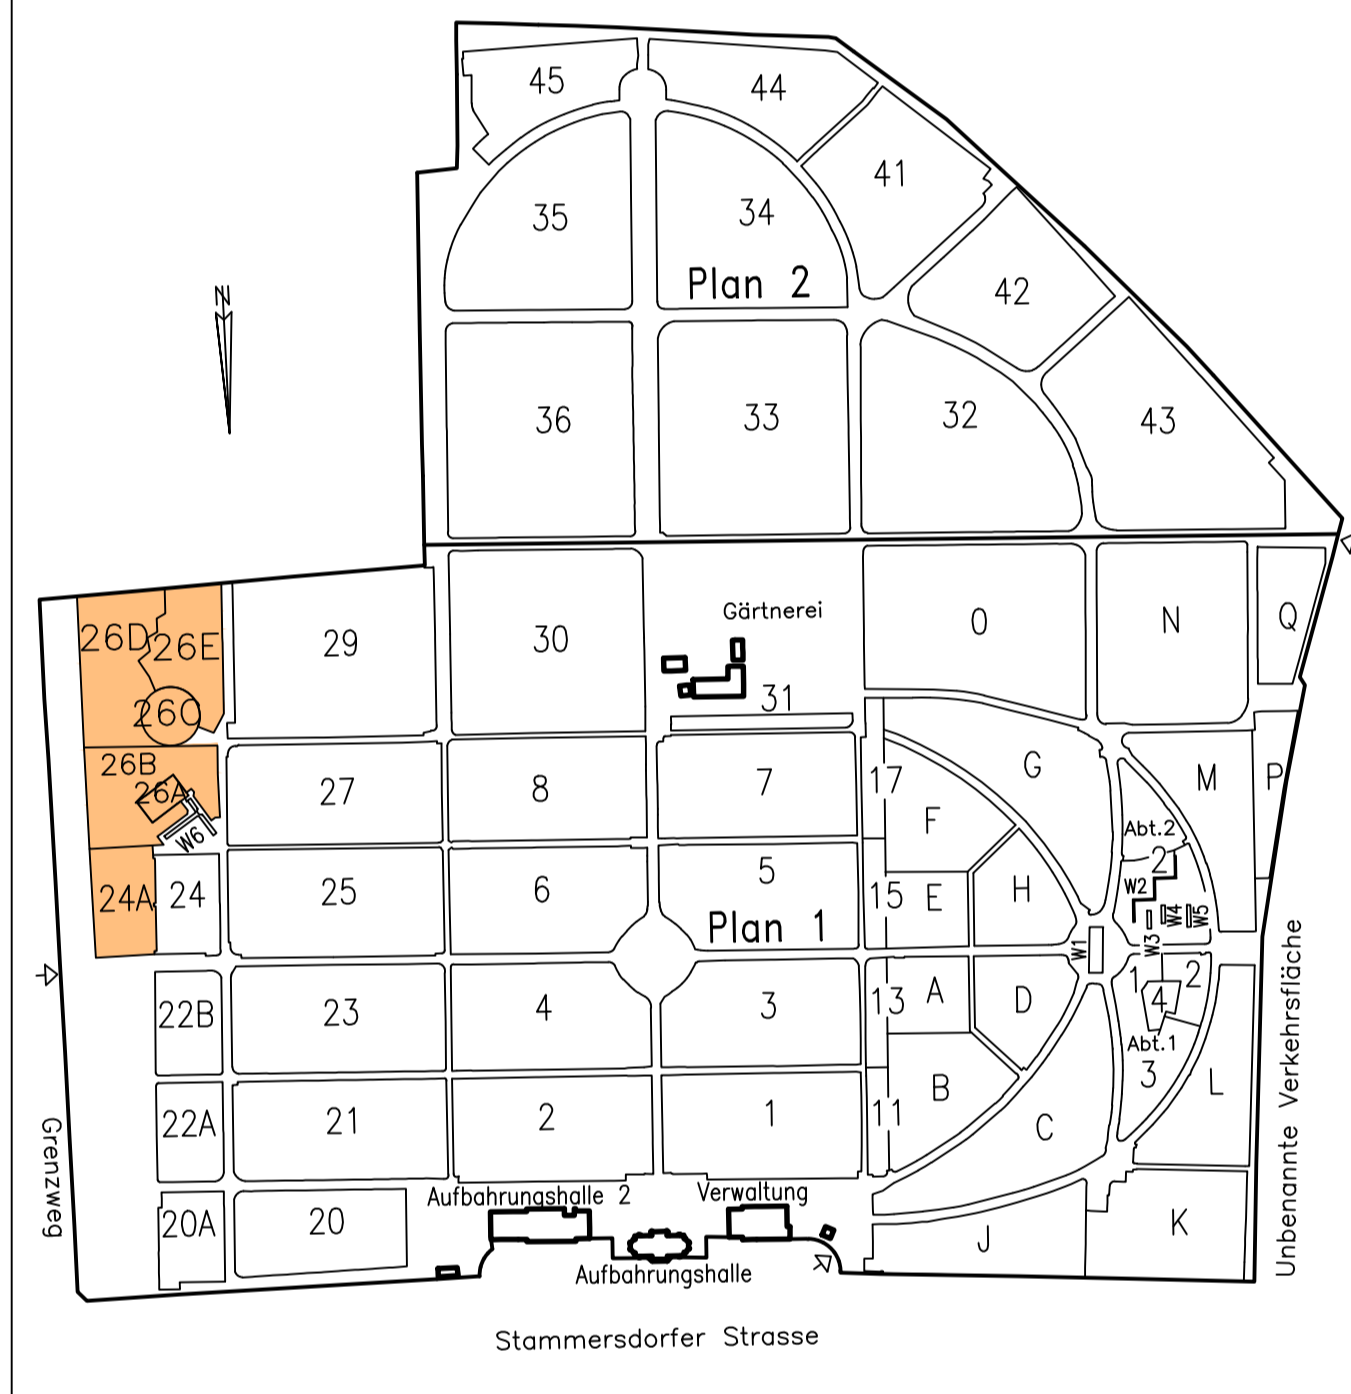 45
44
41
35
34
Plan 2
42
N
36
33
32
43
Gärtnerei
26D
26E
29
30
31
O
N
Q
26C
26B
26A
W6
27
8
7
17
G
M
P
F
Abt.2
2
W2
24A
24
25
6
5
Plan 1
15
E
H
W1
W3
W4
W5
22B
23
4
3
13
A
D
1
2
4
Abt.1
3
L
22A
21
2
1
11
B
C
Grenzweg
Unbenannte Verkehrsfläche
20A
20
Aufbahrungshalle 2
Verwaltung
J
K
Aufbahrungshalle
Stammersdorfer Strasse